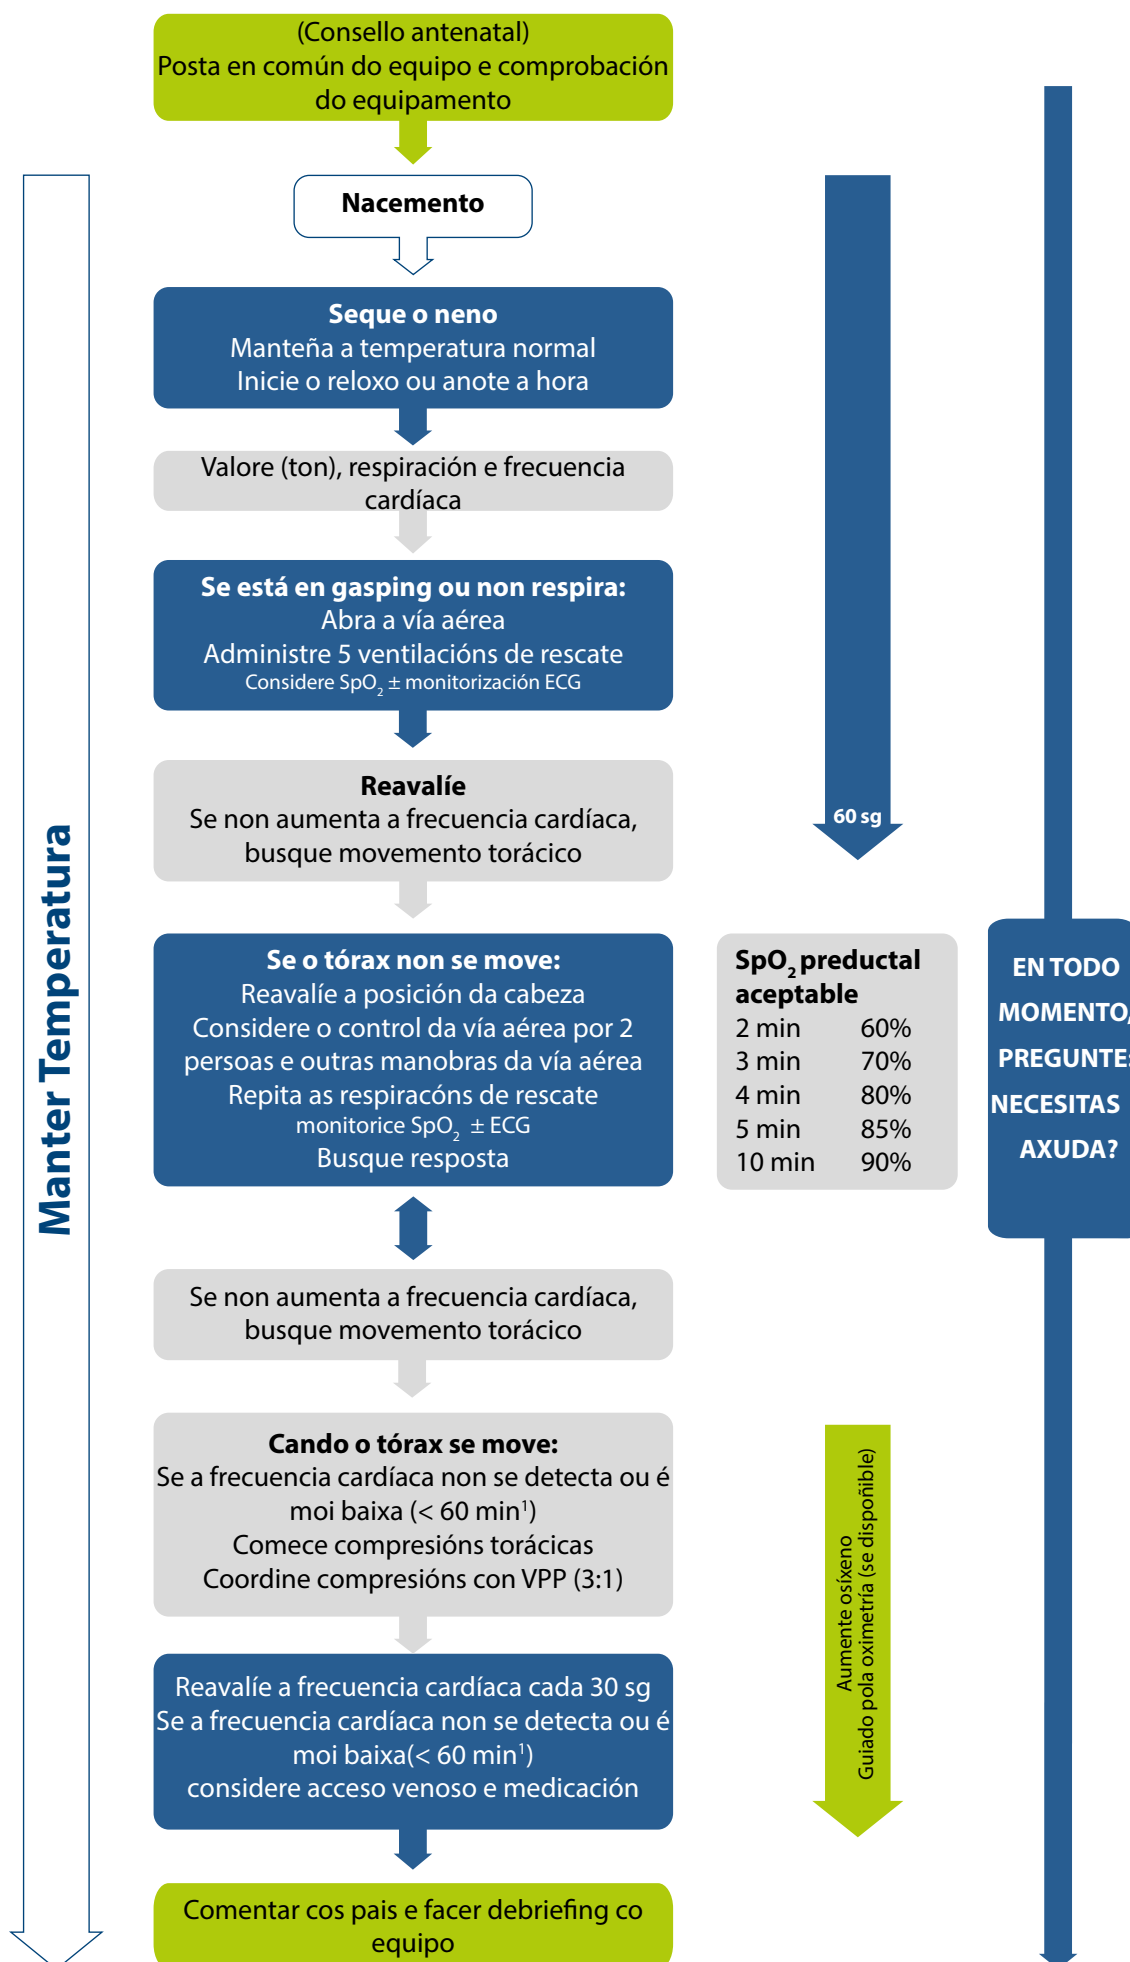 (Consello antenatal)
Posta en común do equipo e comprobación
do equipamento
Nacemento
Seque o neno
Manteña a temperatura normal
Inicie o reloxo ou anote a hora
Valore (ton), respiración e frecuencia
cardíaca
Se está en gasping ou non respira:
Abra a vía aérea
Administre 5 ventilacións de rescate
Considere SpO₂ ± monitorización ECG
Reavalíe
Se non aumenta a frecuencia cardíaca,
busque movemento torácico
Se o tórax non se move:
Reavalíe a posición da cabeza
Considere o control da vía aérea por 2
persoas e outras manobras da vía aérea
Repita as respiracóns de rescate
monitorice SpO₂ ± ECG
Busque resposta
Se non aumenta a frecuencia cardíaca,
busque movemento torácico
Cando o tórax se move:
Se a frecuencia cardíaca non se detecta ou é
moi baixa (< 60 min¹)
Comece compresións torácicas
Coordine compresións con VPP (3:1)
Reavalíe a frecuencia cardíaca cada 30 sg
Se a frecuencia cardíaca non se detecta ou é
moi baixa(< 60 min¹)
considere acceso venoso e medicación
Comentar cos pais e facer debriefing co
equipo
Manter Temperatura
60 sg
SpO₂ preductal
aceptable
2 min 60%
3 min 70%
4 min 80%
5 min 85%
10 min 90%
Aumente osíxeno
Guiado pola oximetría (se dispoñible)
EN TODO
MOMENTO,
PREGUNTE:
NECESITAS
AXUDA?